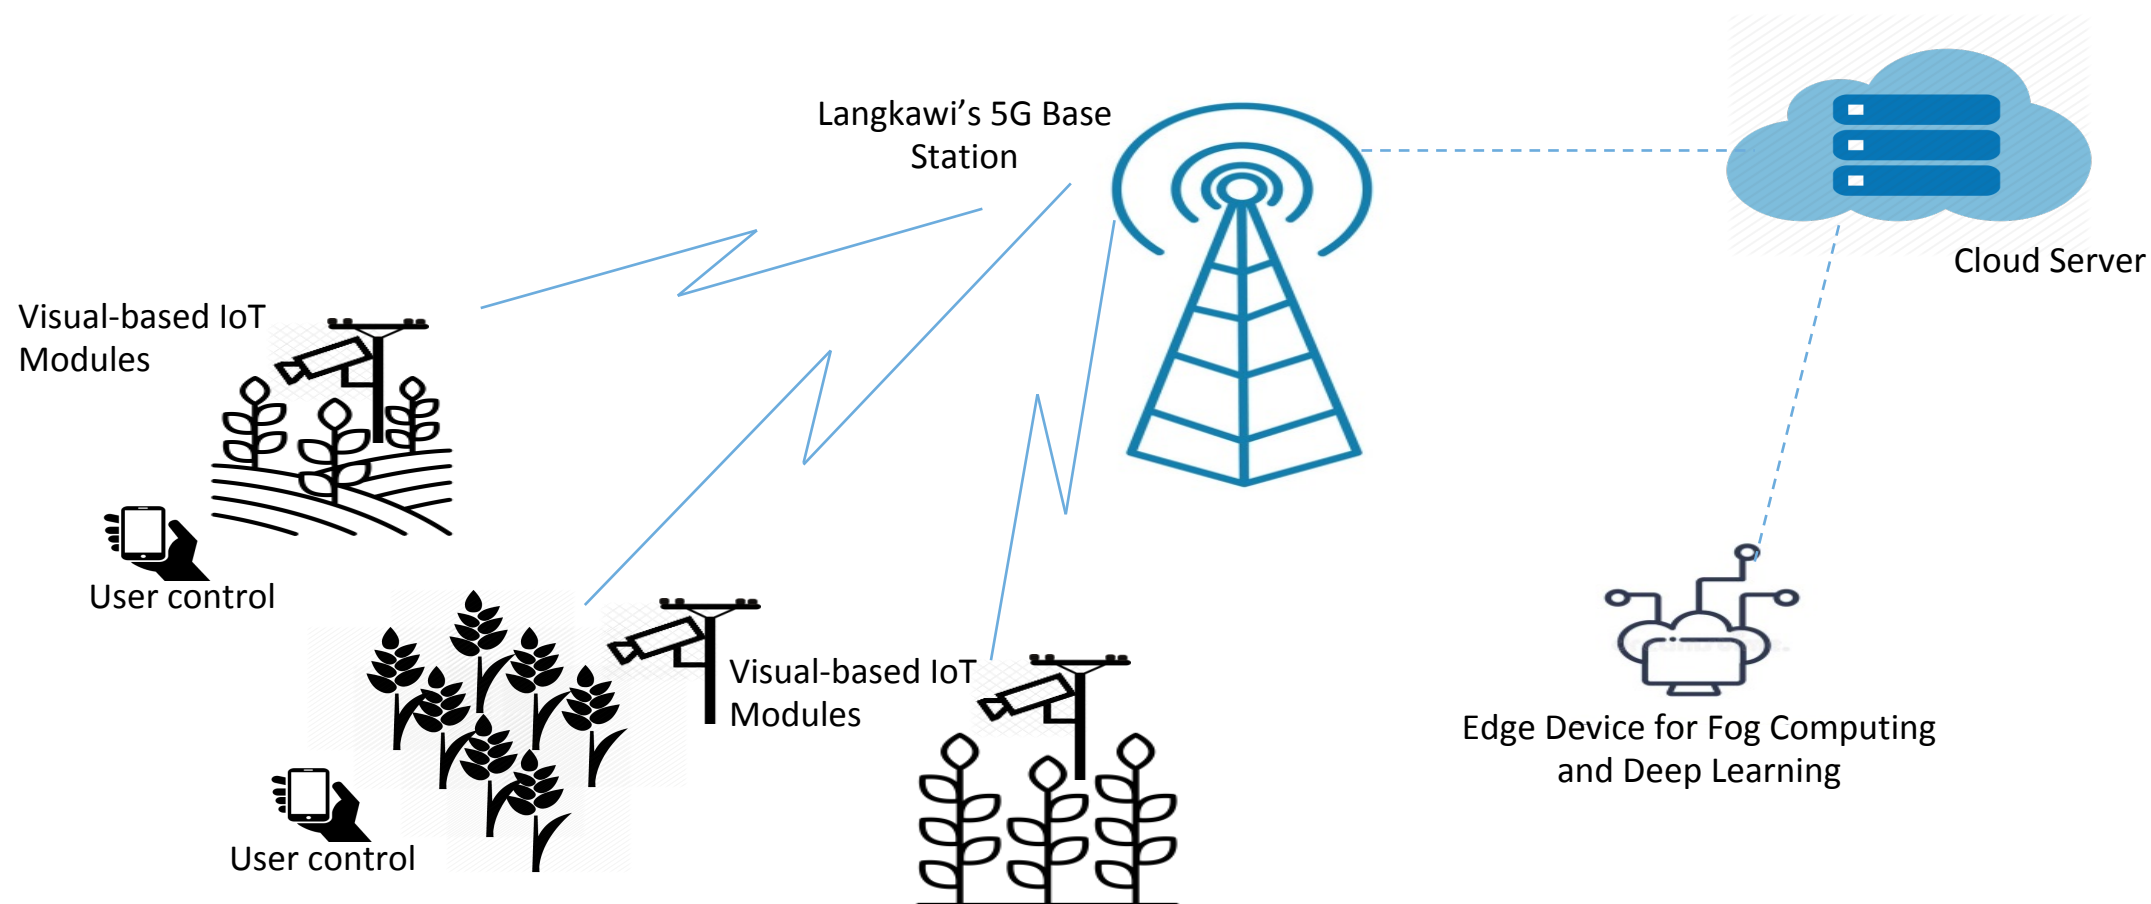 Langkawi’s 5G Base
Station
Cloud Server
Visual-based IoT
Modules
User control
Visual-based IoT
Modules
Edge Device for Fog Computing
and Deep Learning
User control